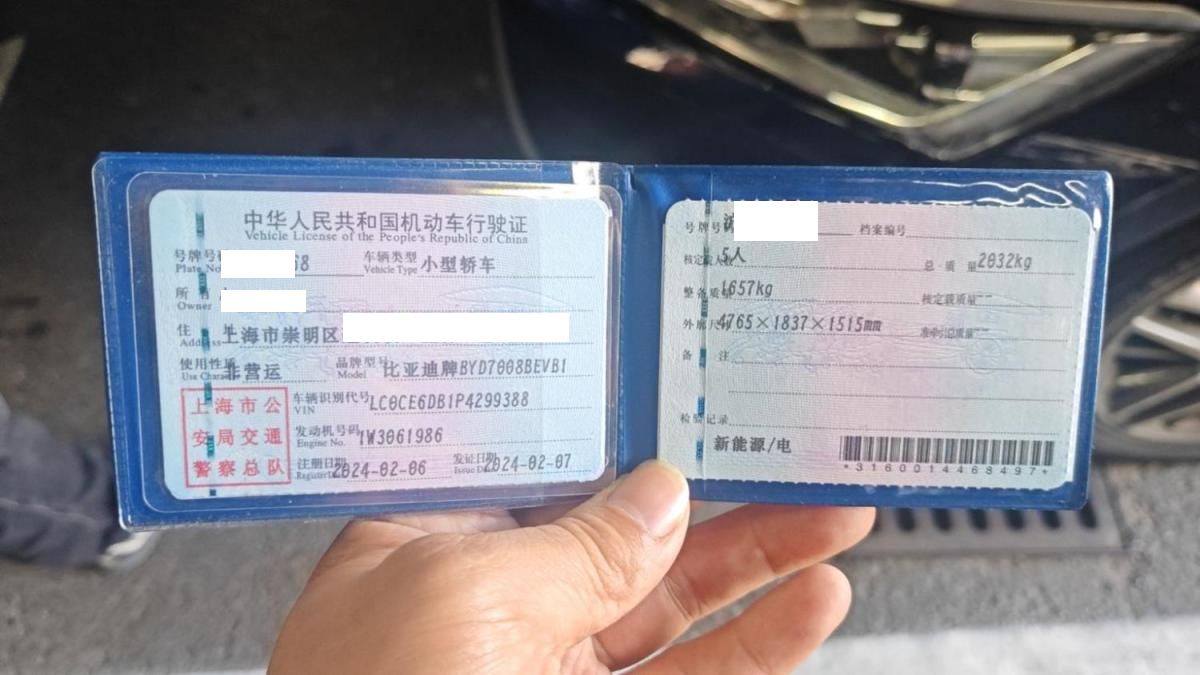 中华人民共和国机动车行驶证
Vehicle License of the People's Republic of China
号牌号 68 车辆类型 小型轿车
Plate No. Vehicle Type
所 有
Owner
住 上海市崇明区
Address
使用性质 非营运 品牌型号 比亚迪牌BYD7008BEVB1
Use Character Model
上海市公
安局交通
警察总队
车辆识别代号 LC0CE6DB1P4299388
VIN
发动机号码 1W3061986
Engine No.
注册日期 2024-02-06 发证日期 2024-02-07
Register Date Issue Date
号牌号 档案编号
核定载人数 5人 总 质 量 2032kg
整备质量 1657kg 核定载质量 --
外廓尺寸 4765×1837×1515mm 准牵引总质量 --
备 注
检验记录
新能源/电
*3160014468497*